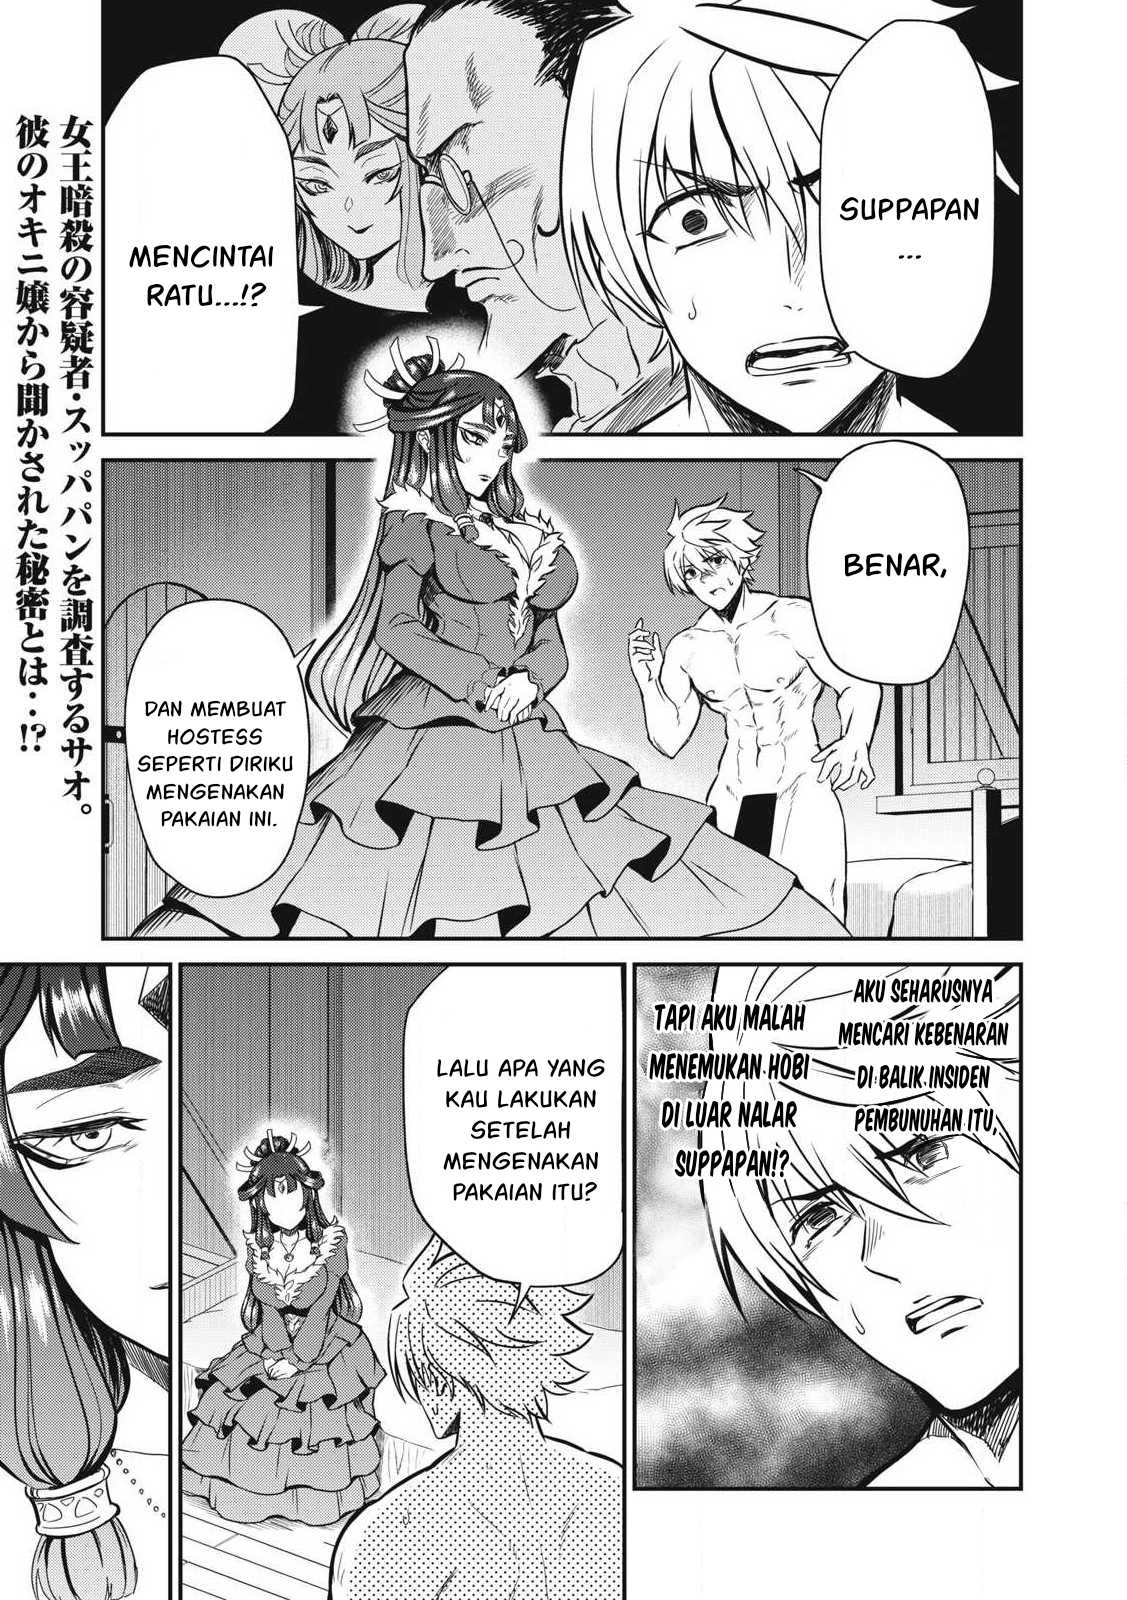 女王暗殺の容疑者・スッパパンを調査するサオ。
彼のオキニ嬢から聞かされた秘密とは‥!?
SUPPAPAN
...
MENCINTAI
RATU...!?
BENAR,
DAN MEMBUAT
HOSTESS
SEPERTI DIRIKU
MENGENAKAN
PAKAIAN INI.
AKU SEHARUSNYA
MENCARI KEBENARAN
DI BALIK INSIDEN
PEMBUNUHAN ITU,
TAPI AKU MALAH
MENEMUKAN HOBI
DI LUAR NALAR
SUPPAPAN!?
LALU APA YANG
KAU LAKUKAN
SETELAH
MENGENAKAN
PAKAIAN ITU?